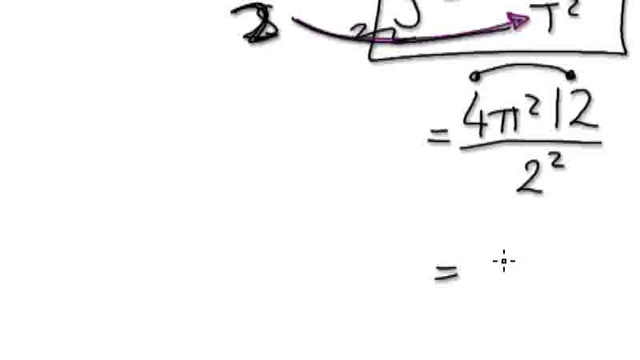 T²
= 4π²12
2²
=